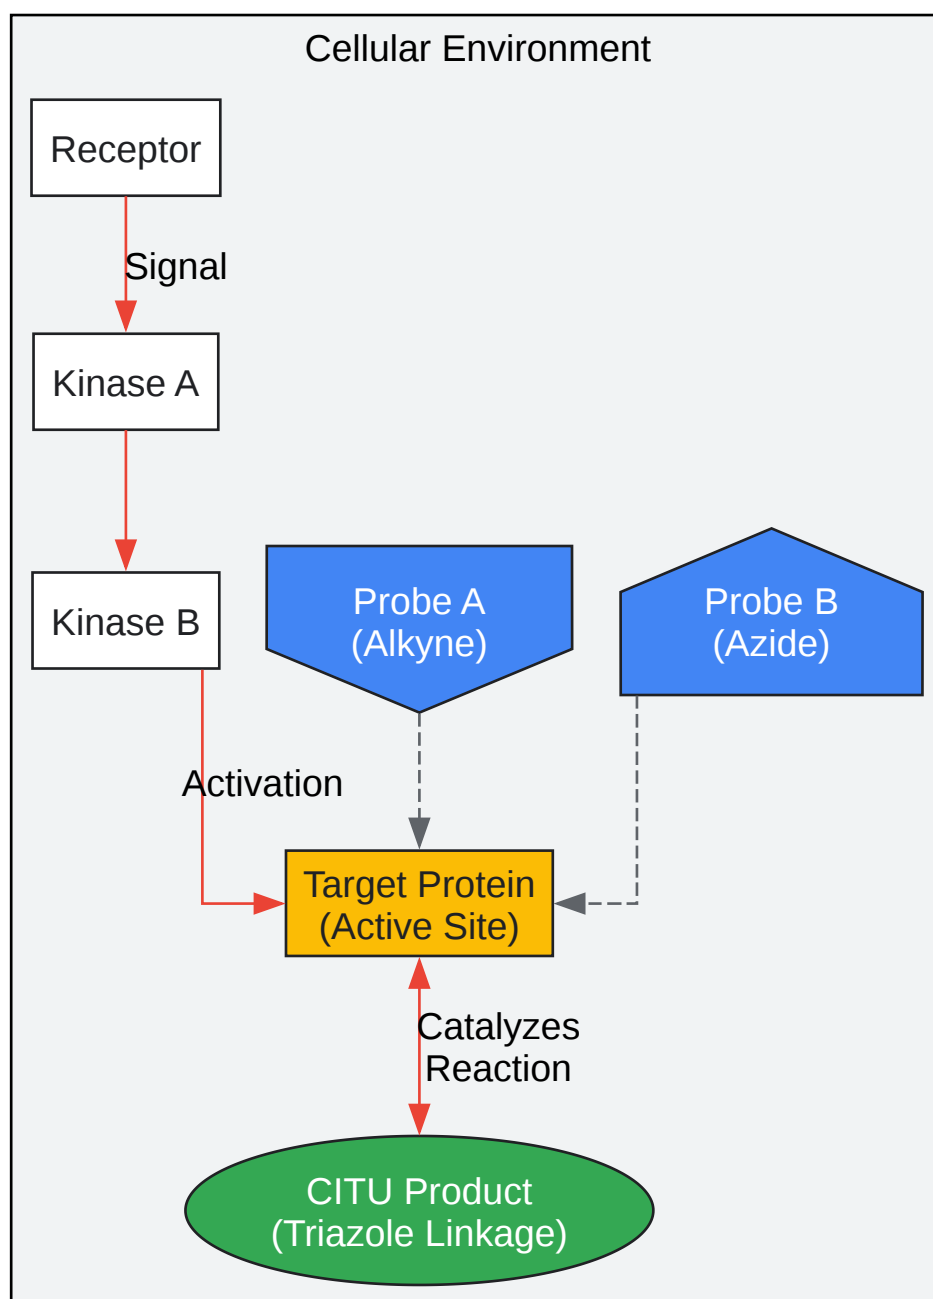 Cellular Environment
Receptor
Signal
Kinase A
Kinase B
Probe A
(Alkyne)
Probe B
(Azide)
Activation
Target Protein
(Active Site)
Catalyzes
Reaction
CITU Product
(Triazole Linkage)